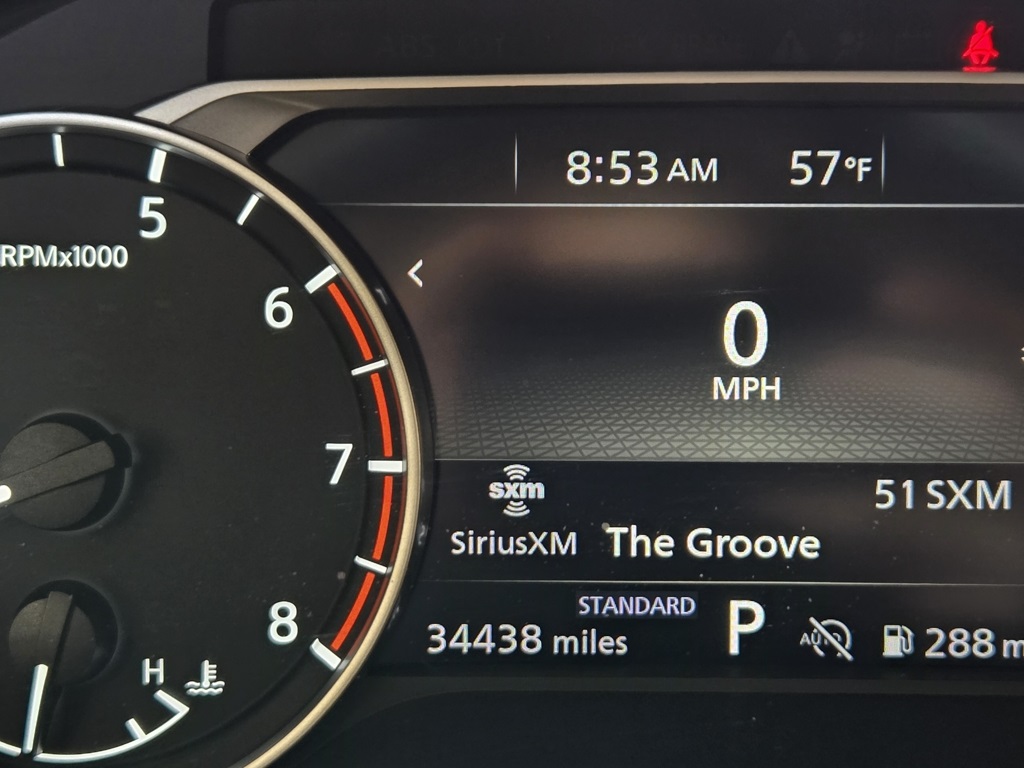 8:53 AM 57°F
5
RPMx1000
6
0
MPH
7
sxm
51 SXM
SiriusXM The Groove
STANDARD
8
34438 miles P AUTO 288 m
H